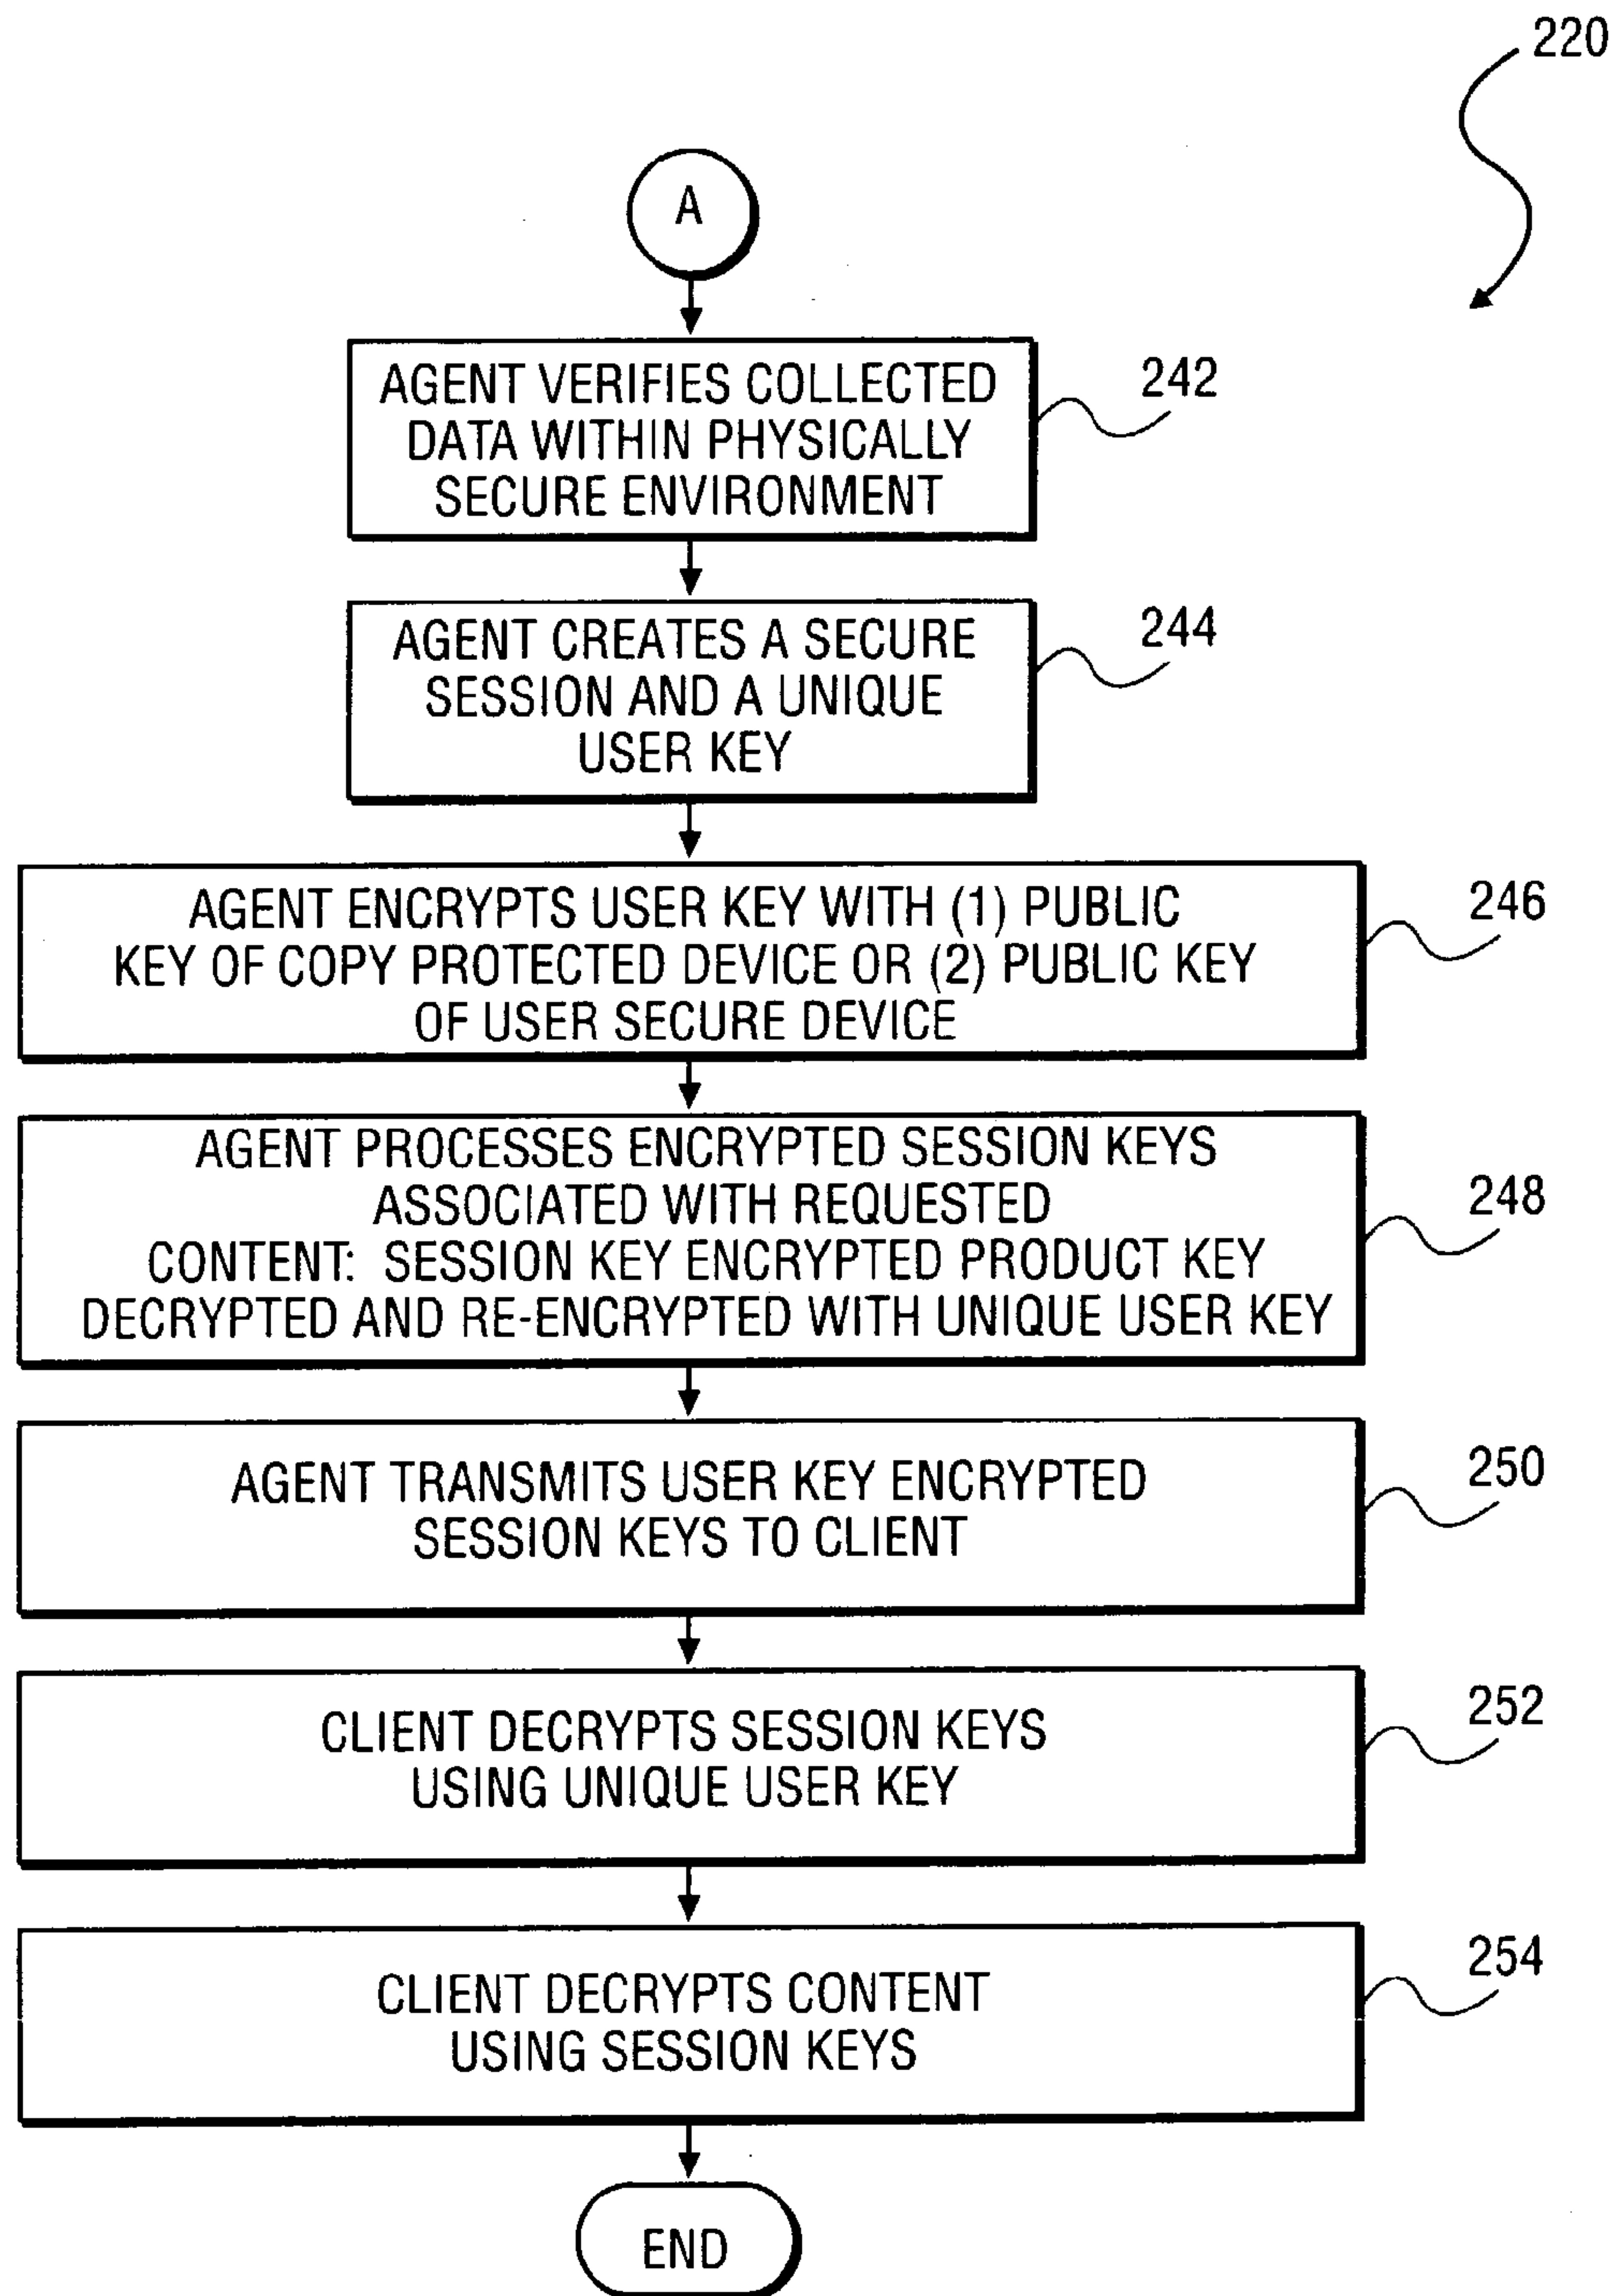 220
A
AGENT VERIFIES COLLECTED
DATA WITHIN PHYSICALLY
SECURE ENVIRONMENT
242
AGENT CREATES A SECURE
SESSION AND A UNIQUE
USER KEY
244
AGENT ENCRYPTS USER KEY WITH (1) PUBLIC
KEY OF COPY PROTECTED DEVICE OR (2) PUBLIC KEY
OF USER SECURE DEVICE
246
AGENT PROCESSES ENCRYPTED SESSION KEYS
ASSOCIATED WITH REQUESTED
CONTENT: SESSION KEY ENCRYPTED PRODUCT KEY
DECRYPTED AND RE-ENCRYPTED WITH UNIQUE USER KEY
248
AGENT TRANSMITS USER KEY ENCRYPTED
SESSION KEYS TO CLIENT
250
CLIENT DECRYPTS SESSION KEYS
USING UNIQUE USER KEY
252
CLIENT DECRYPTS CONTENT
USING SESSION KEYS
254
END